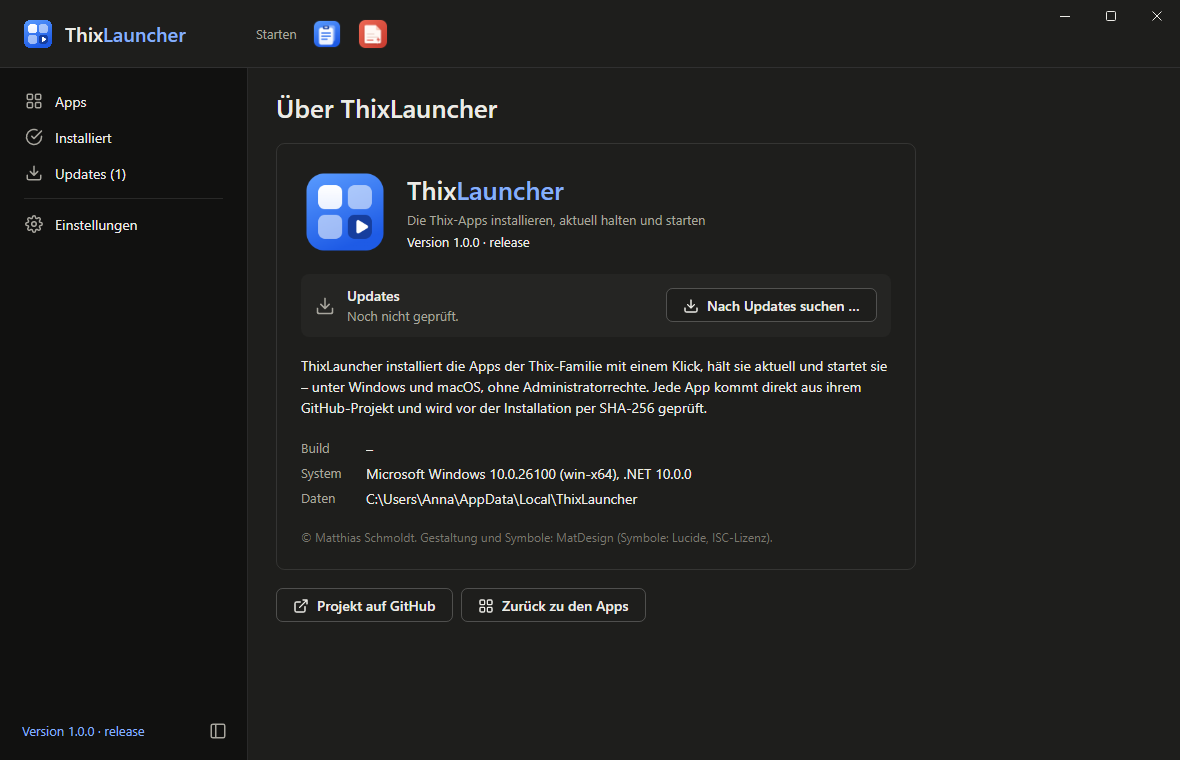 ThixLauncher
Starten
Apps
Installiert
Updates (1)
Einstellungen
Über ThixLauncher
ThixLauncher
Die Thix-Apps installieren, aktuell halten und starten
Version 1.0.0 · release
Updates
Noch nicht geprüft.
Nach Updates suchen ...
ThixLauncher installiert die Apps der Thix-Familie mit einem Klick, hält sie aktuell und startet sie
– unter Windows und macOS, ohne Administratorrechte. Jede App kommt direkt aus ihrem
GitHub-Projekt und wird vor der Installation per SHA-256 geprüft.
Build –
System Microsoft Windows 10.0.26100 (win-x64), .NET 10.0.0
Daten C:\Users\Anna\AppData\Local\ThixLauncher
© Matthias Schmoldt. Gestaltung und Symbole: MatDesign (Symbole: Lucide, ISC-Lizenz).
Projekt auf GitHub
Zurück zu den Apps
Version 1.0.0 · release